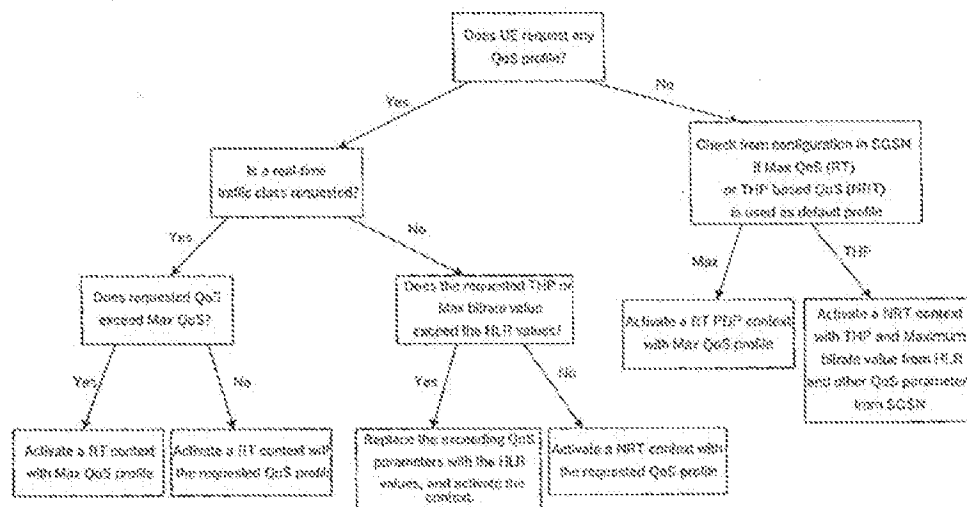 Does UE request any
QoS profile?
Yes
No
Is a real-time
traffic class requested?
Check from configuration in SGSN
if Max QoS (RT)
or THP based QoS (NRT)
is used as default profile
Yes
No
Max
THP
Does requested QoS
exceed Max QoS?
Does the requested THP or
Max bitrate value
exceed the HLR values?
Activate a RT PDP context
with Max QoS profile
Activate a NRT context
with THP and Maximum
bitrate value from HLR
and other QoS parameters
from SGSN
Yes
No
Yes
No
Activate a RT context
with Max QoS profile
Activate a RT context with
the requested QoS profile
Replace the exceeding QoS
parameters with the HLR
values, and activate the
context.
Activate a NRT context with
the requested QoS profile